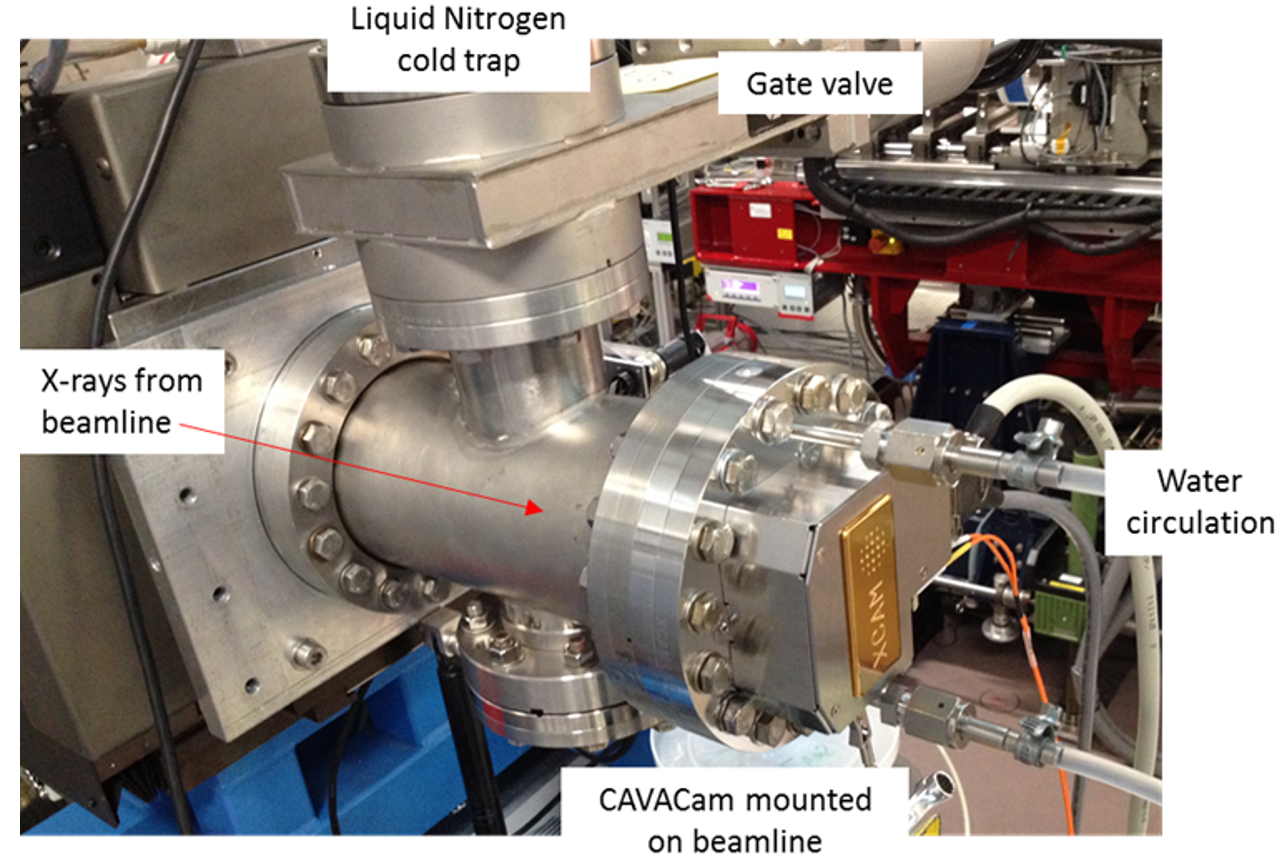 Liquid Nitrogen
cold trap
Gate valve
X-rays from
beamline
Water
circulation
XCAM
CAVACam mounted
on beamline